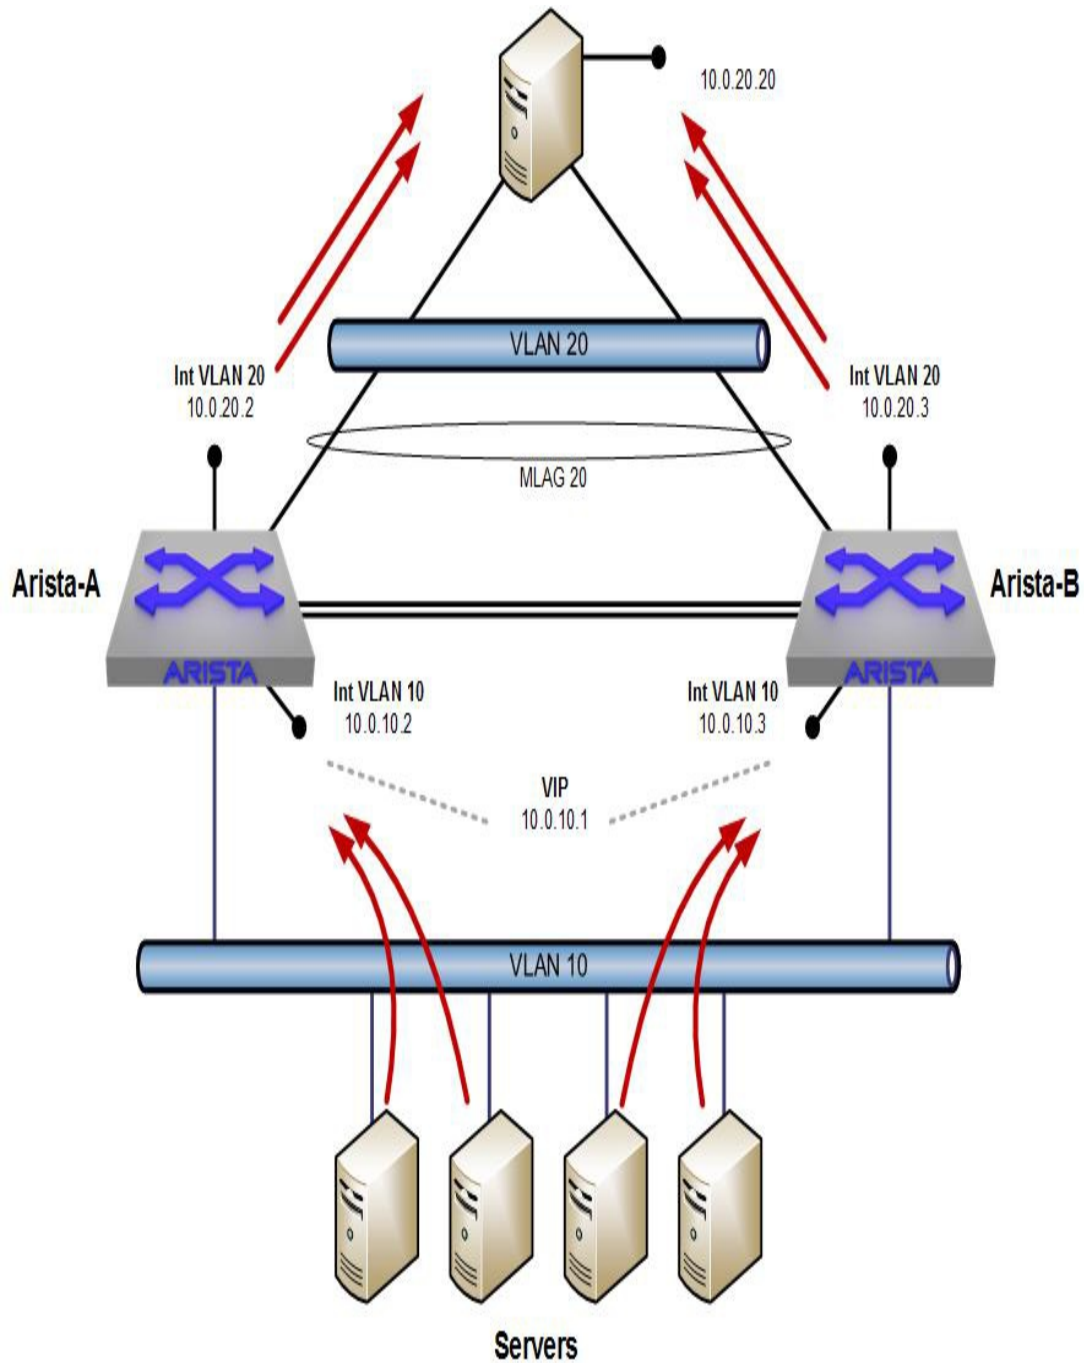 10.0.20.20
VLAN 20
Int VLAN 20
10.0.20.2
Int VLAN 20
10.0.20.3
MLAG 20
Arista-A
Arista-B
ARISTA
ARISTA
Int VLAN 10
10.0.10.2
Int VLAN 10
10.0.10.3
VIP
10.0.10.1
VLAN 10
Servers